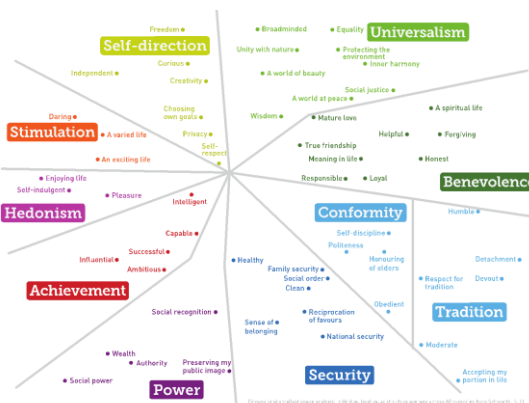 Freedom
Self-direction
Curious
Independent
Creativity
Choosing
own goals
Privacy
Self-
respect
Broadminded
Equality
Universalism
Unity with nature
Protecting the
environment
Inner harmony
A world of beauty
Social justice
A world at peace
Wisdom
Daring
Stimulation
A varied life
An exciting life
Mature love
A spiritual life
Helpful
Forgiving
True friendship
Meaning in life
Honest
Responsible
Loyal
Benevolence
Enjoying life
Self-indulgent
Pleasure
Hedonism
Intelligent
Capable
Successful
Influential
Ambitious
Achievement
Conformity
Self-discipline
Politeness
Honouring
of elders
Obedient
Humble
Detachment
Respect for
tradition
Devout
Tradition
Moderate
Accepting my
portion in life
Healthy
Family security
Social order
Clean
Reciprocation
of favours
Sense of
belonging
National security
Security
Social recognition
Wealth
Authority
Preserving my
public image
Social power
Power